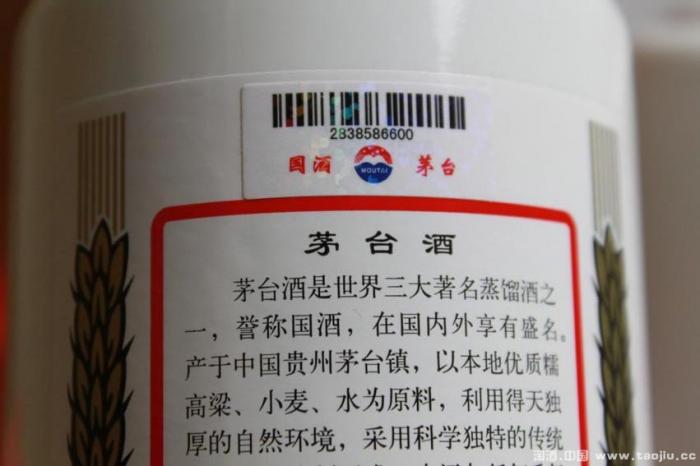 2838586600
国酒 MOUTAI 茅台
茅台酒
茅台酒是世界三大著名蒸馏酒之
一，誉称国酒，在国内外享有盛名。
产于中国贵州茅台镇，以本地优质糯
高梁、小麦、水为原料，利用得天独
厚的自然环境，采用科学独特的传统
淘酒.中国 www.taojiu.cc